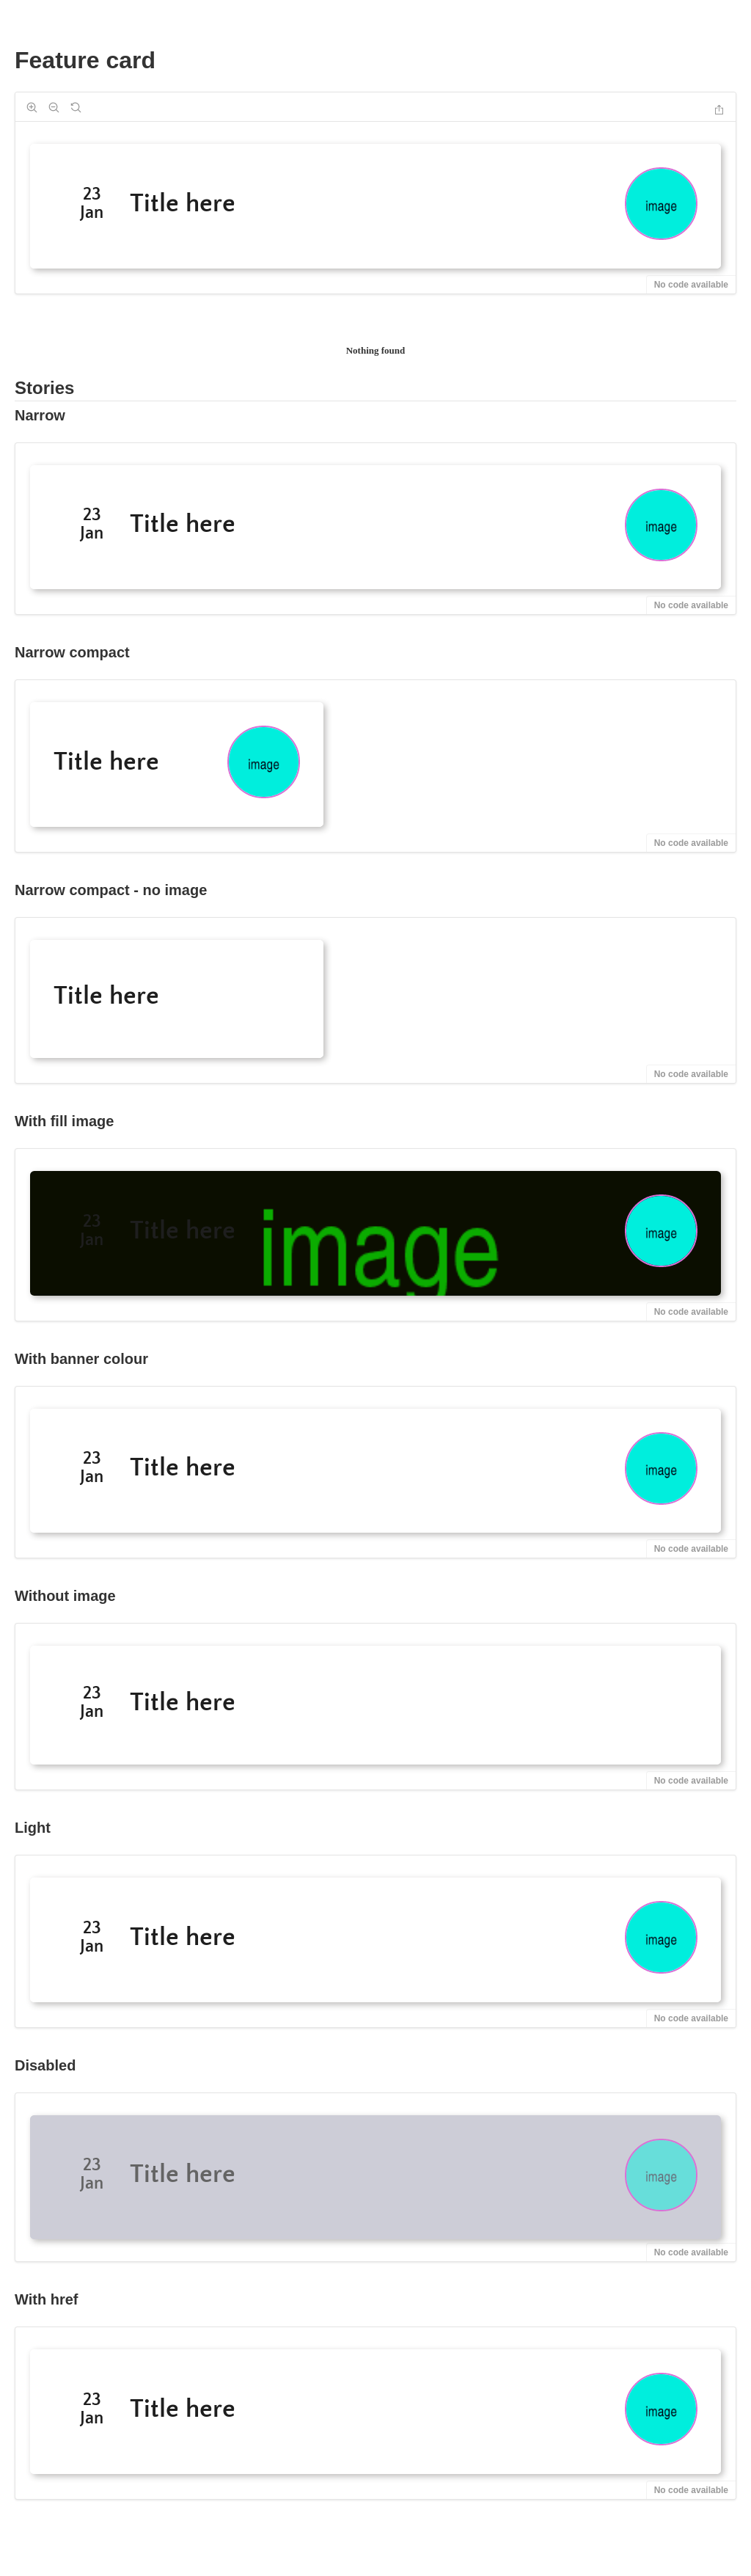 Feature card
23
Jan
Title here
image
No code available
Nothing found
Stories
Narrow
23
Jan
Title here
image
No code available
Narrow compact
Title here
image
No code available
Narrow compact - no image
Title here
No code available
With fill image
23
Jan
Title here
image
image
No code available
With banner colour
23
Jan
Title here
image
No code available
Without image
23
Jan
Title here
No code available
Light
23
Jan
Title here
image
No code available
Disabled
23
Jan
Title here
image
No code available
With href
23
Jan
Title here
image
No code available